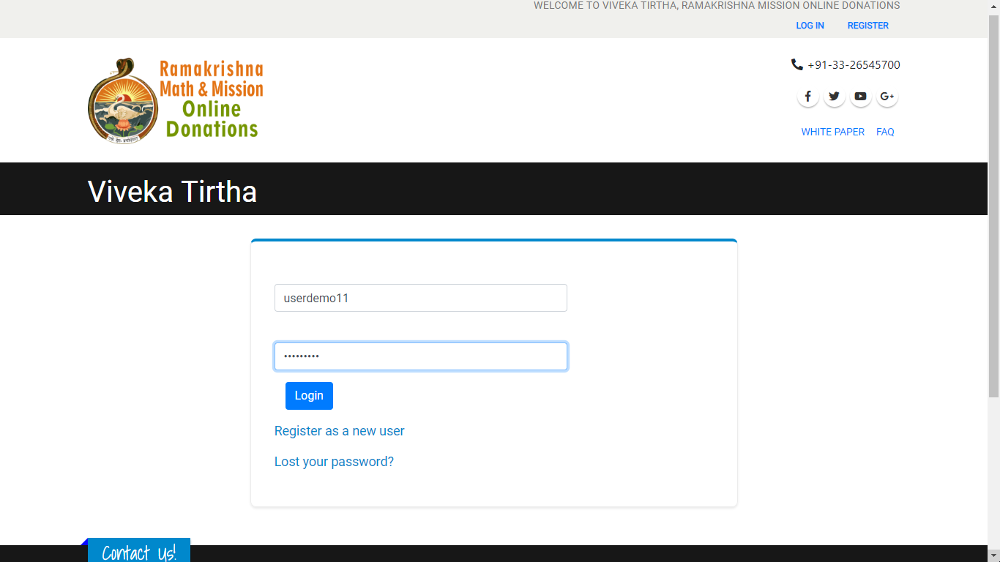 WELCOME TO VIVEKA TIRTHA, RAMAKRISHNA MISSION ONLINE DONATIONS
LOG IN REGISTER
Ramakrishna
Math & Mission
Online
Donations
+91-33-26545700
G+
WHITE PAPER FAQ
Viveka Tirtha
userdemo11
•••••••••
Login
Register as a new user
Lost your password?
Contact Us!